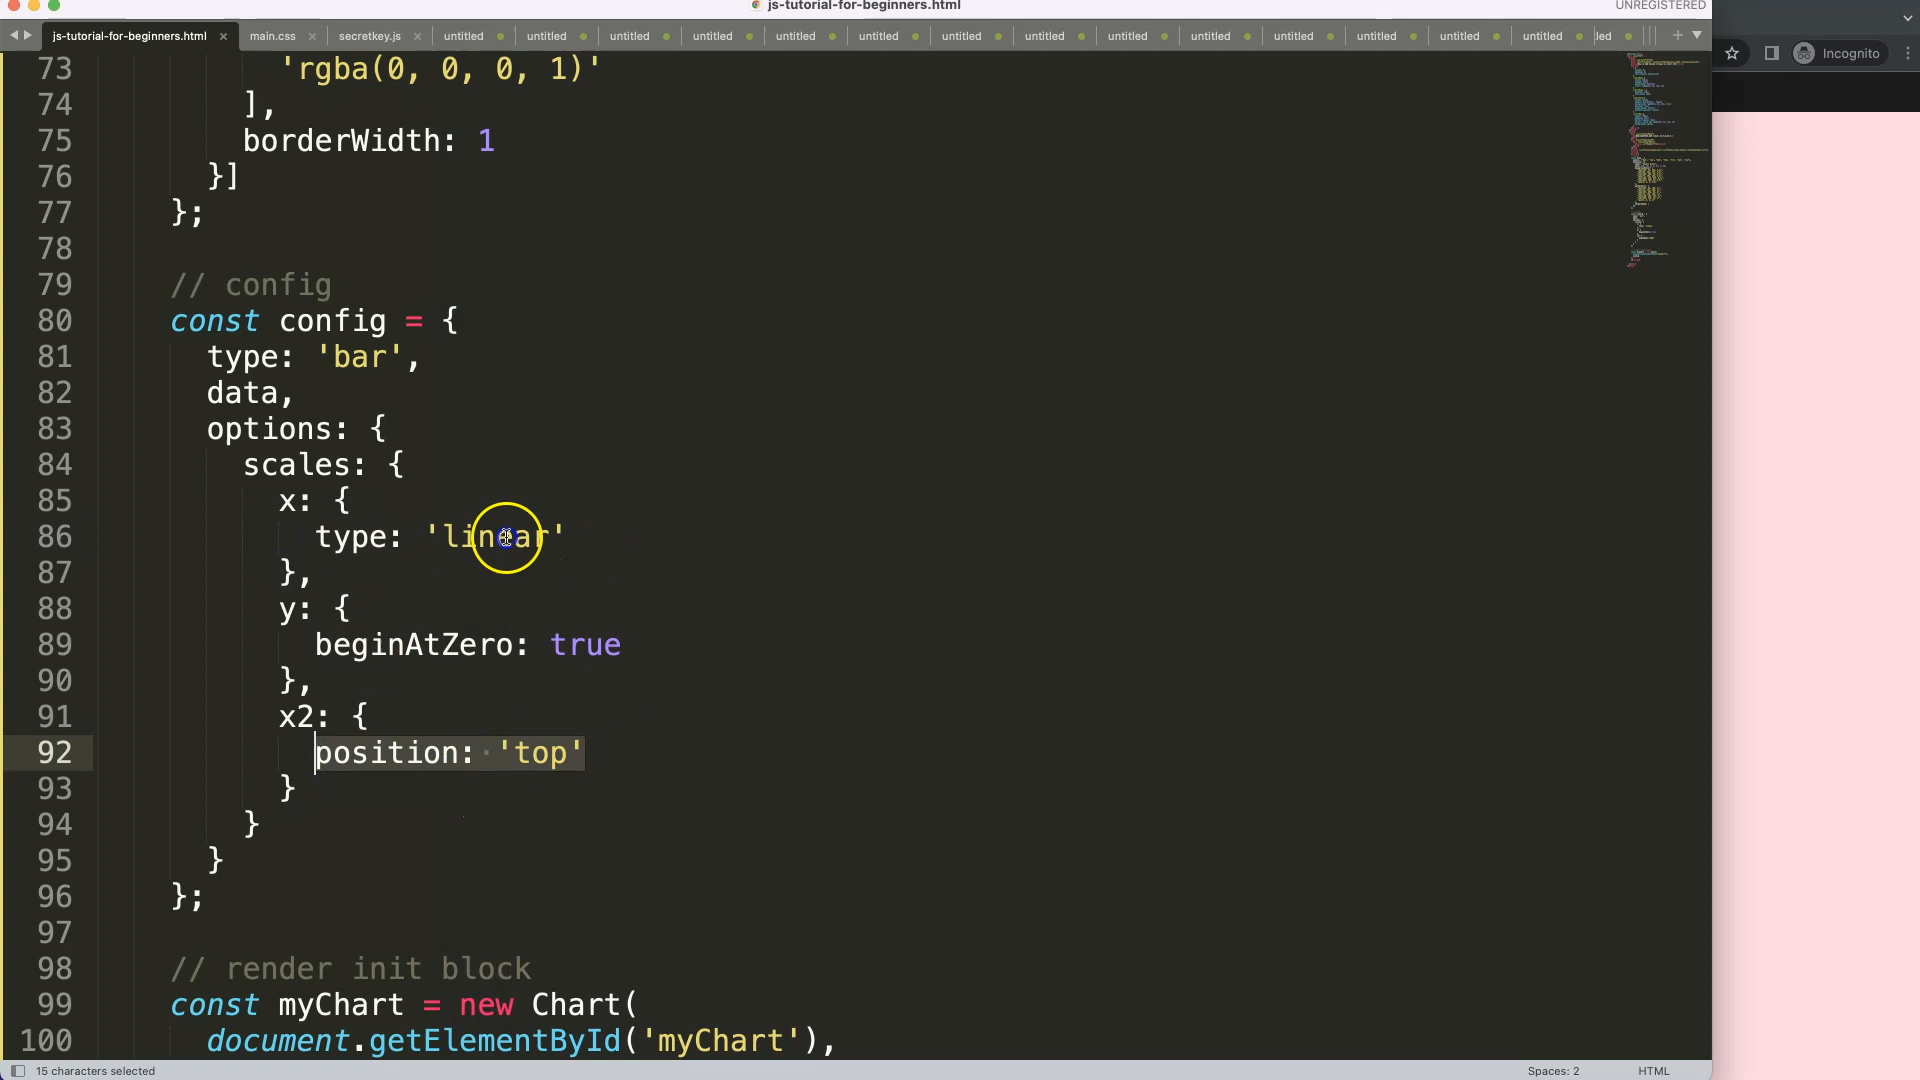 js-tutorial-for-beginners.html
UNREGISTERED
js-tutorial-for-beginners.html × main.css × secretkey.js × untitled untitled untitled untitled untitled untitled untitled untitled untitled untitled untitled untitled untitled untitled led
Incognito
73 'rgba(0, 0, 0, 1)'
74 ],
75 borderWidth: 1
76 }]
77 };
78
79 // config
80 const config = {
81 type: 'bar',
82 data,
83 options: {
84 scales: {
85 x: {
86 type: 'linear'
87 },
88 y: {
89 beginAtZero: true
90 },
91 x2: {
92 position: 'top'
93 }
94 }
95 }
96 };
97
98 // render init block
99 const myChart = new Chart(
100 document.getElementById('myChart'),
15 characters selected
Spaces: 2
HTML